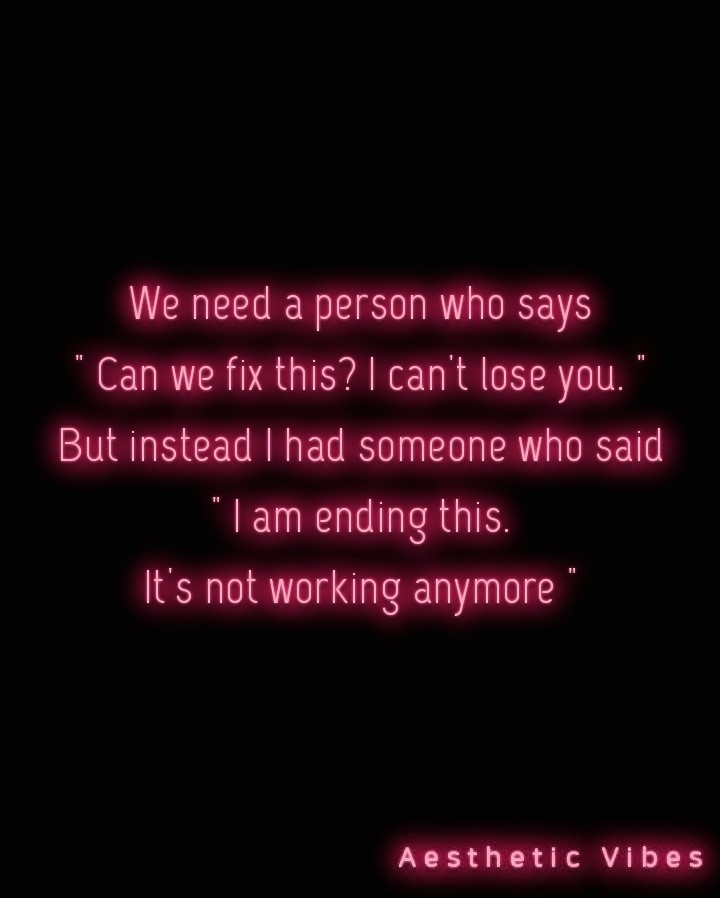 We need a person who says
" Can we fix this? I can't lose you. "
But instead I had someone who said
" I am ending this.
It's not working anymore "
Aesthetic Vibes